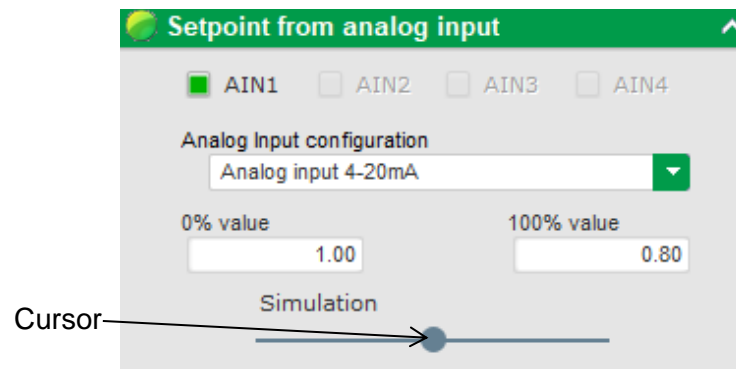 Setpoint from analog input
AIN1 AIN2 AIN3 AIN4
Analog Input configuration
Analog input 4-20mA
0% value 100% value
1.00 0.80
Simulation
Cursor